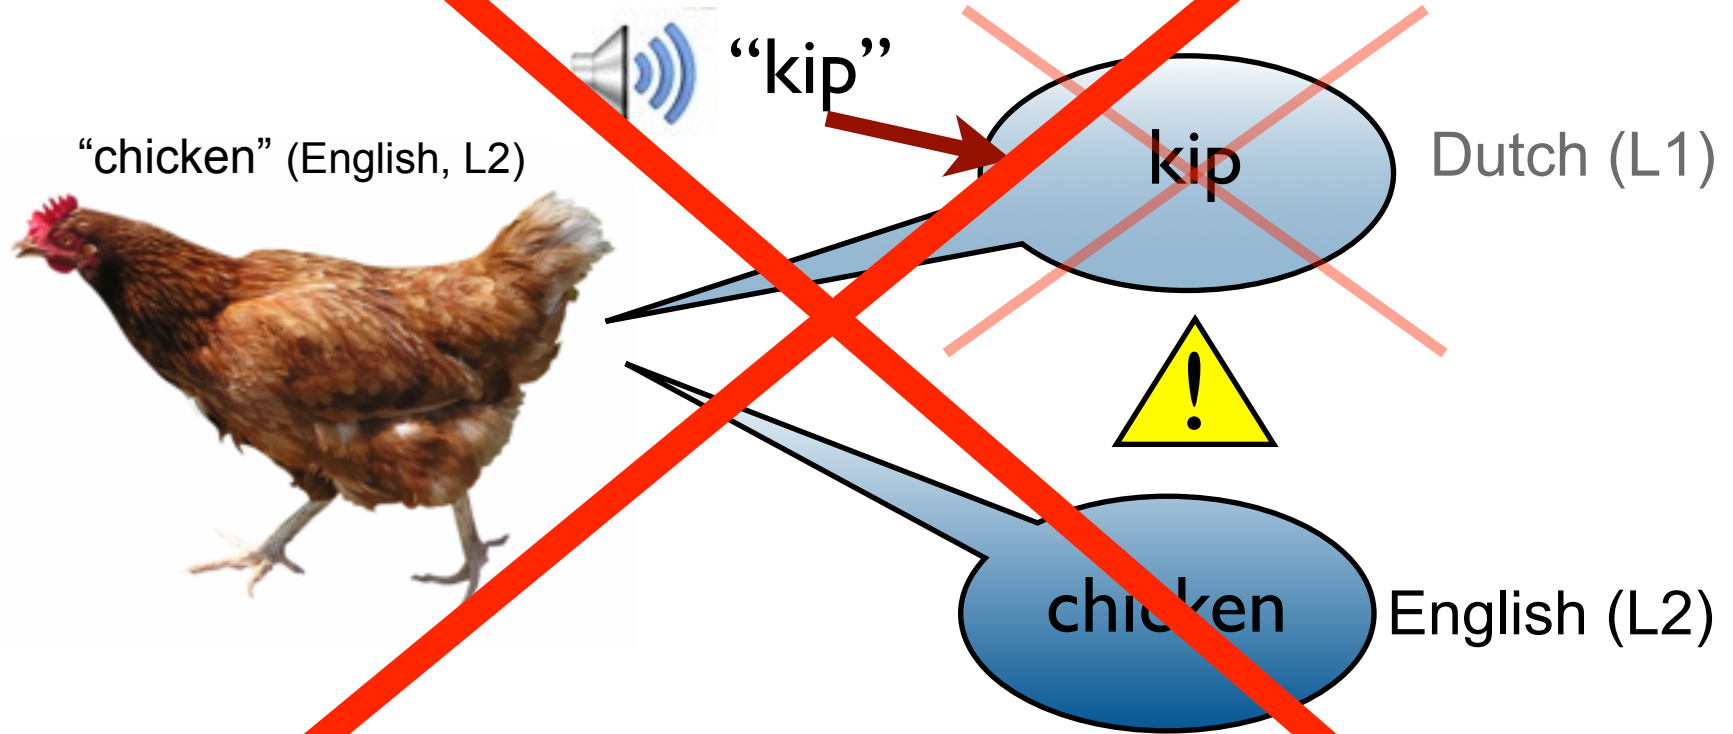 “kip”
“chicken” (English, L2)
kip
Dutch (L1)
!
chicken
English (L2)